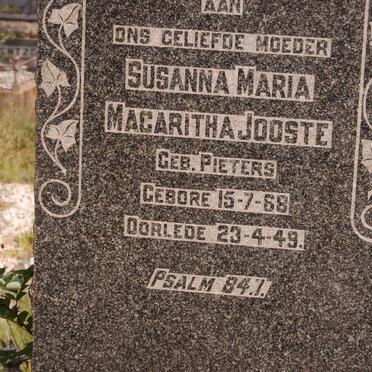 AAN
ONS GELIEFDE MOEDER
SUSANNA MARIA
MAGARITHA JOOSTE
GEB. PIETERS
GEBORE 15-7-68
OORLEDE 23-4-49.
PSALM 84.1.